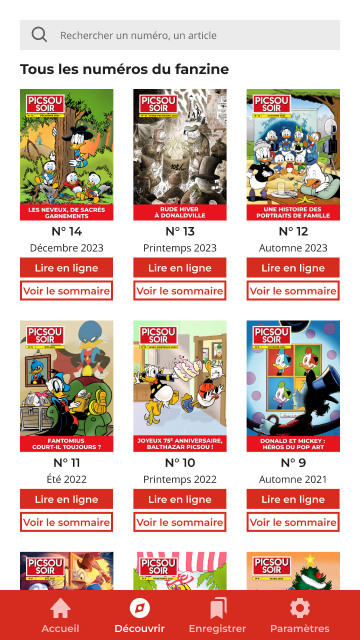 Rechercher un numéro, un article
Tous les numéros du fanzine
PICSOU
SOIR
LES NEVEUX, DE SACRÉS
GARNEMENTS
N° 14
Décembre 2023
Lire en ligne
Voir le sommaire
PICSOU
SOIR
RUDE HIVER
À DONALDVILLE
N° 13
Printemps 2023
Lire en ligne
Voir le sommaire
PICSOU
SOIR
UNE HISTOIRE DES
PORTRAITS DE FAMILLE
N° 12
Automne 2023
Lire en ligne
Voir le sommaire
PICSOU
SOIR
FANTOMIUS
COURT-IL TOUJOURS ?
N° 11
Été 2022
Lire en ligne
Voir le sommaire
PICSOU
SOIR
JOYEUX 75e ANNIVERSAIRE,
BALTHAZAR PICSOU !
N° 10
Printemps 2022
Lire en ligne
Voir le sommaire
PICSOU
SOIR
DONALD ET MICKEY :
HÉROS DU POP ART
N° 9
Automne 2021
Lire en ligne
Voir le sommaire
PICSOU
SOIR
PICSOU
SOIR
PICSOU
SOIR
Accueil
Découvrir
Enregistrer
Paramètres